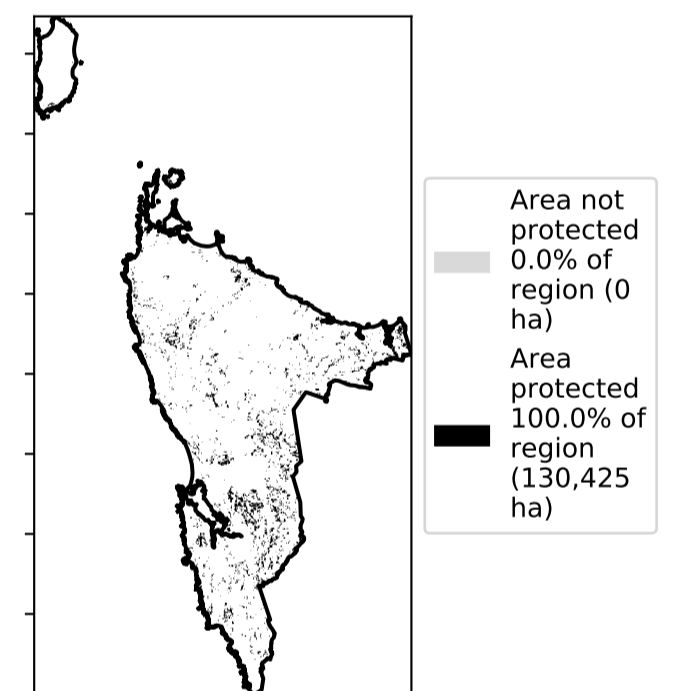 Area not
protected
0.0% of
region (0
ha)
Area
protected
100.0% of
region
(130,425
ha)